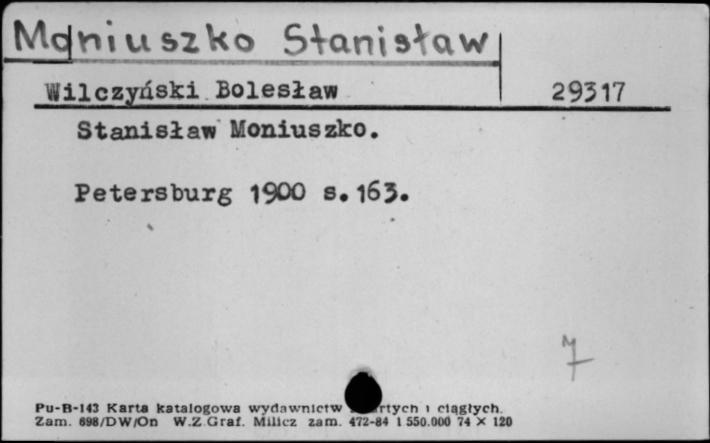 Moniuszko Stanisław
Wilczyński Bolesław 29317
Stanisław Moniuszko.
Petersburg 1900 s.163.
7
Pu-B-143 Karta katalogowa wydawnictw i ciągłych.
Zam. 698/DW/On W.Z.Graf. Milicz zam. 472-84 1 550.000 74 × 120